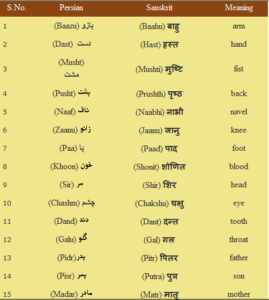 S.No. Persian Sanskrit Meaning
1 (Baazu) بازو (Baahu) बाहु arm
2 (Dast) دست (Hast) हस्त hand
3 (Musht) مشت (Mushti) मुष्टि fist
4 (Pusht) پشت (Prushth) पृष्ठ back
5 (Naaf) ناف (Naabhi) नाभी navel
6 (Zaanu) زانو (Jaanu) जानु knee
7 (Paa) پا (Paad) पाद foot
8 (Khoon) خون (Shonit) शोणित blood
9 (Sir) سر (Shir) शिर head
10 (Chashm) چشم (Chakshu) चक्षु eye
11 (Dand) دند (Dant) दन्त tooth
12 (Galu) گلو (Gal) गल throat
13 (Pidr) پدر (Pitr) पितर father
14 (Pisr) پسر (Putra) पुत्र son
15 (Madar) مادر (Matr) मातृ mother